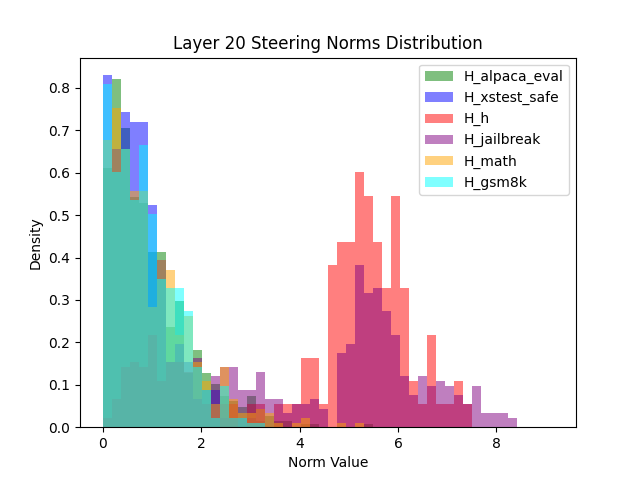 Layer 20 Steering Norms Distribution
H_alpaca_eval
H_xstest_safe
H_h
H_jailbreak
H_math
H_gsm8k
Density
0.8
0.7
0.6
0.5
0.4
0.3
0.2
0.1
0.0
0 2 4 6 8
Norm Value